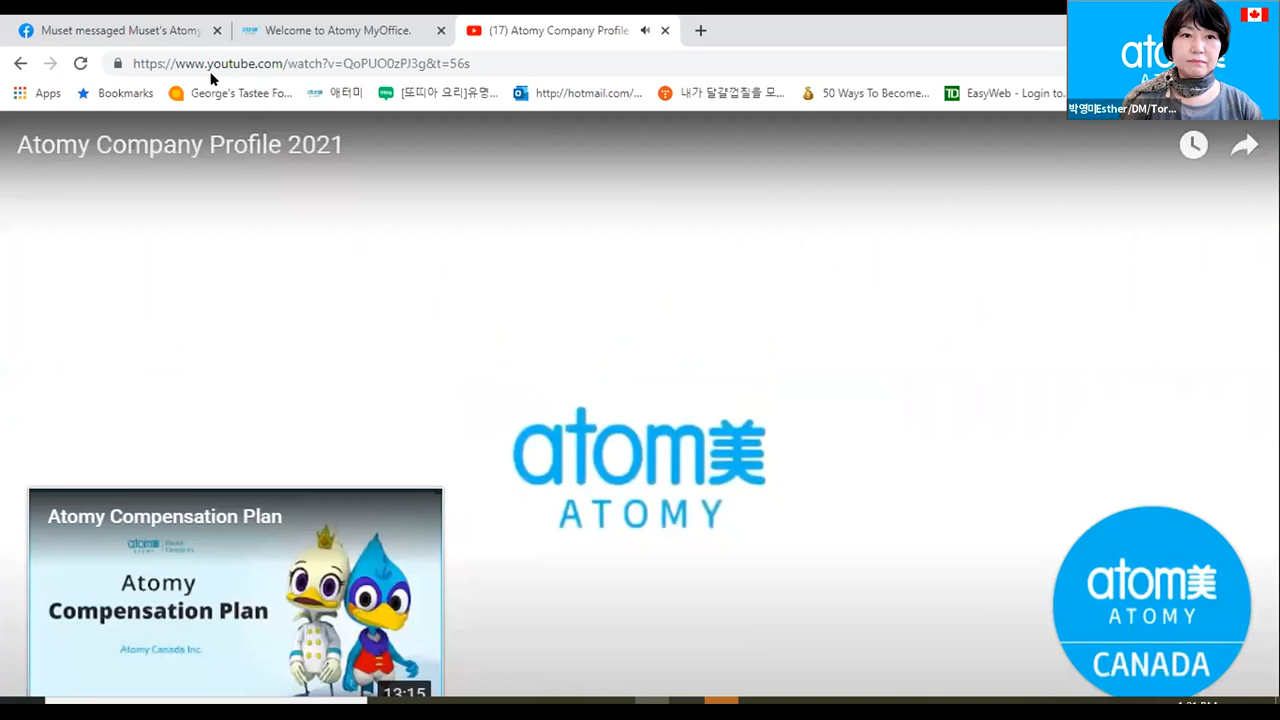 Muset messaged Muset's Atomy
Welcome to Atomy MyOffice.
(17) Atomy Company Profile
https://www.youtube.com/watch?v=QoPUO0zPJ3g&t=56s
Apps
Bookmarks
George's Tastee Fo...
애터미
[또띠아 요리]유명...
http://hotmail.com/...
내가 달걀껍질을 모...
50 Ways To Become...
TD
EasyWeb - Login to
박영미Esther/DM/Tor...
Atomy Company Profile 2021
atom美
ATOMY
Atomy Compensation Plan
atom美
Atomy
Compensation Plan
Atomy Canada Inc.
13:15
atom美
ATOMY
CANADA